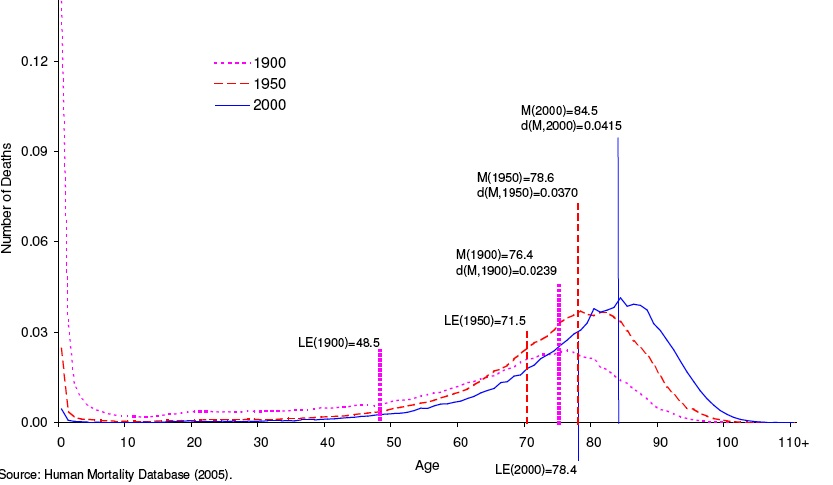 0.12
0.09
0.06
0.03
0.00
Number of Deaths
1900
1950
2000
M(2000)=84.5
d(M,2000)=0.0415
M(1950)=78.6
d(M,1950)=0.0370
M(1900)=76.4
d(M,1900)=0.0239
LE(1950)=71.5
LE(1900)=48.5
0 10 20 30 40 50 60 70 80 90 100 110+
Age
LE(2000)=78.4
Source: Human Mortality Database (2005).